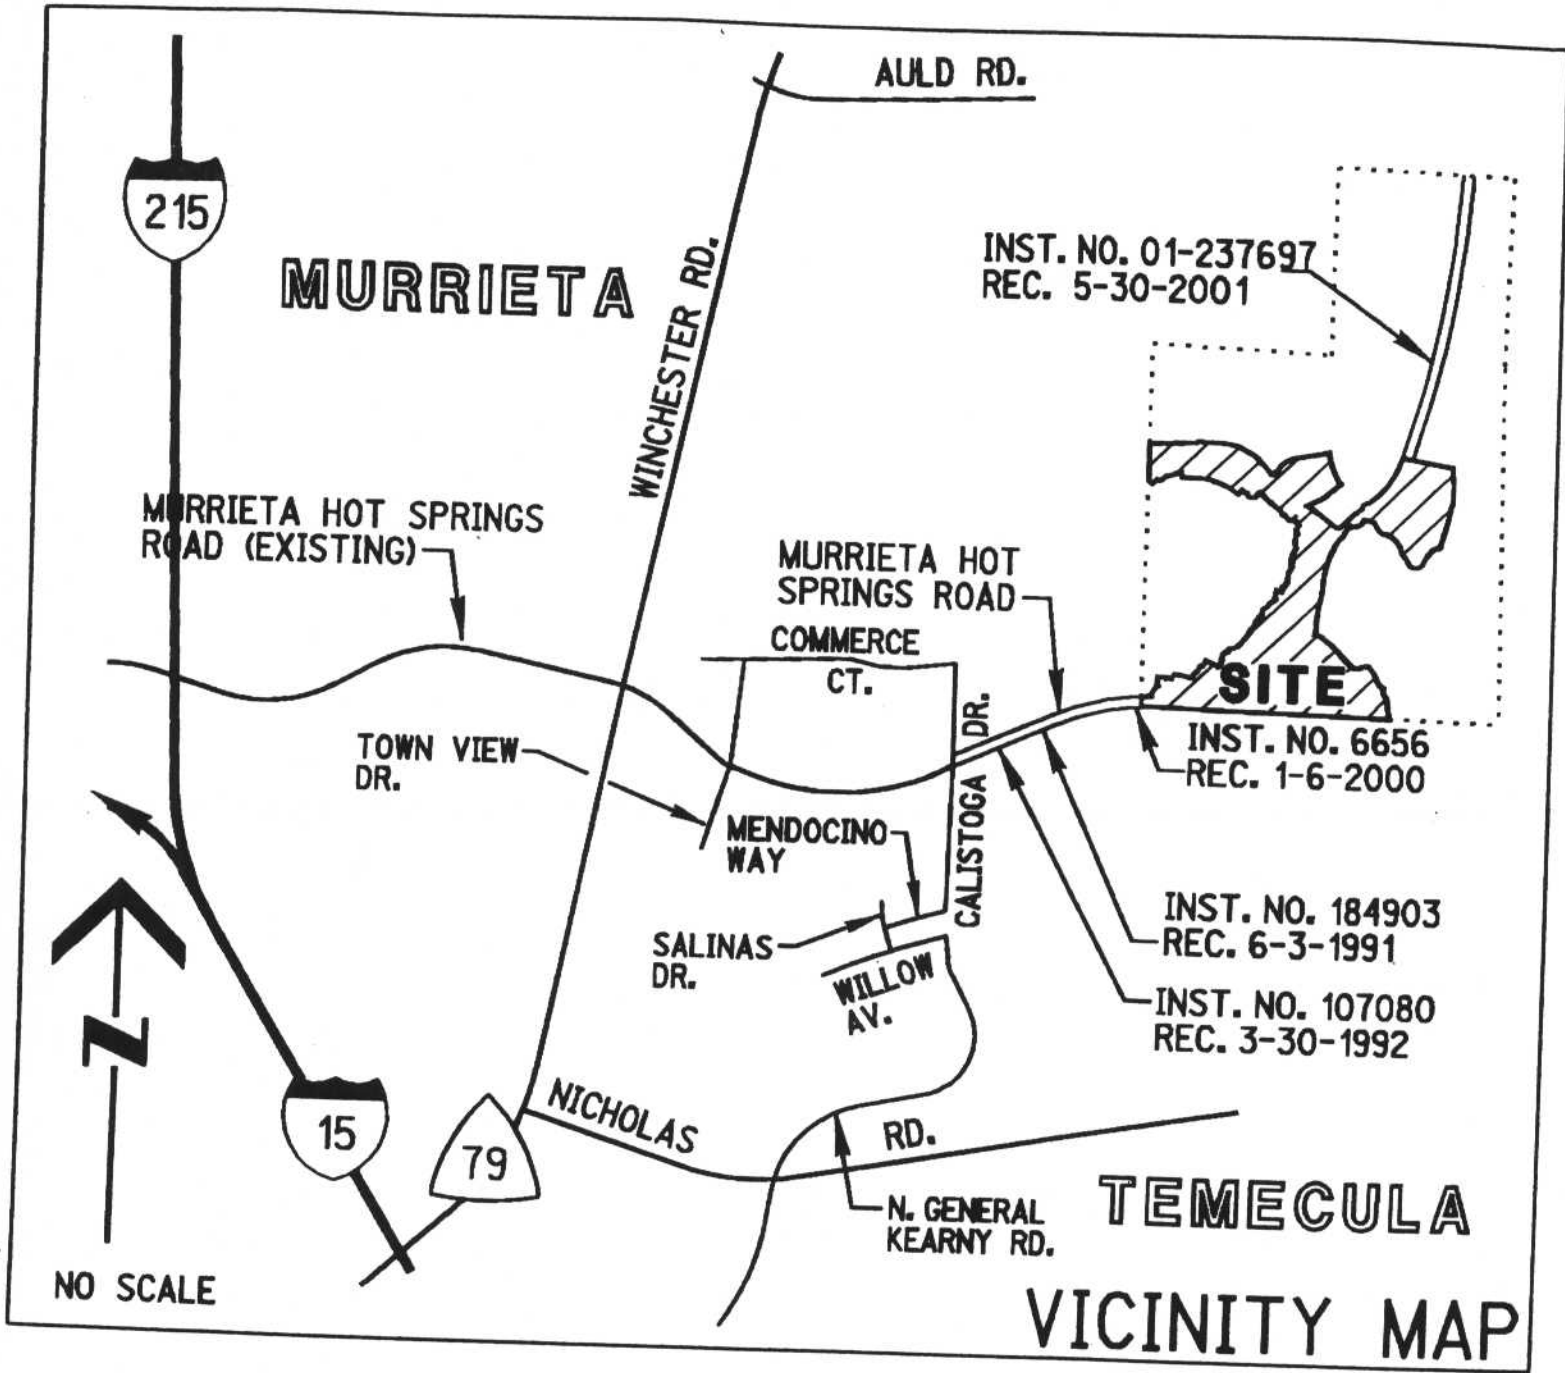 AULD RD.
215
MURRIETA
WINCHESTER RD.
INST. NO. 01-237697
REC. 5-30-2001
MURRIETA HOT SPRINGS
ROAD (EXISTING)
MURRIETA HOT
SPRINGS ROAD
COMMERCE
CT.
SITE
TOWN VIEW
DR.
CALISTOGA DR.
INST. NO. 6656
REC. 1-6-2000
MENDOCINO
WAY
SALINAS
DR.
WILLOW
AV.
INST. NO. 184903
REC. 6-3-1991
INST. NO. 107080
REC. 3-30-1992
N
15
79
NICHOLAS RD.
N. GENERAL
KEARNY RD.
TEMECULA
NO SCALE
VICINITY MAP